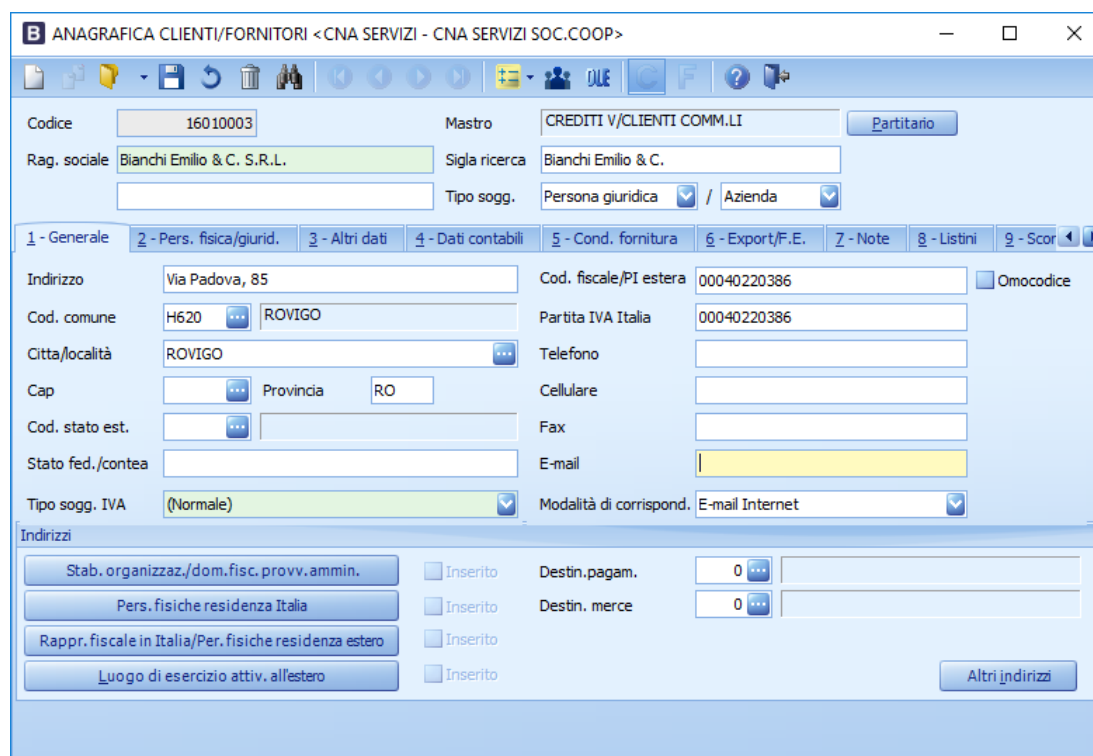 B ANAGRAFICA CLIENTI/FORNITORI <CNA SERVIZI - CNA SERVIZI SOC.COOP>
DUE C F ?
Codice 16010003 Mastro CREDITI V/CLIENTI COMM.LI Partitario
Rag. sociale Bianchi Emilio & C. S.R.L. Sigla ricerca Bianchi Emilio & C.
Tipo sogg. Persona giuridica / Azienda
1 - Generale 2 - Pers. fisica/giurid. 3 - Altri dati 4 - Dati contabili 5 - Cond. fornitura 6 - Export/F.E. 7 - Note 8 - Listini 9 - Scor
Indirizzo Via Padova, 85 Cod. fiscale/PI estera 00040220386 Omocodice
Cod. comune H620 ... ROVIGO Partita IVA Italia 00040220386
Citta/località ROVIGO ... Telefono
Cap ... Provincia RO Cellulare
Cod. stato est. ... Fax
Stato fed./contea E-mail
Tipo sogg. IVA (Normale) Modalità di corrispond. E-mail Internet
Indirizzi
Stab. organizzaz./dom.fisc. provv.ammin. Inserito Destin.pagam. 0 ...
Pers. fisiche residenza Italia Inserito Destin. merce 0 ...
Rappr. fiscale in Italia/Per. fisiche residenza estero Inserito
Luogo di esercizio attiv. all'estero Inserito Altri indirizzi